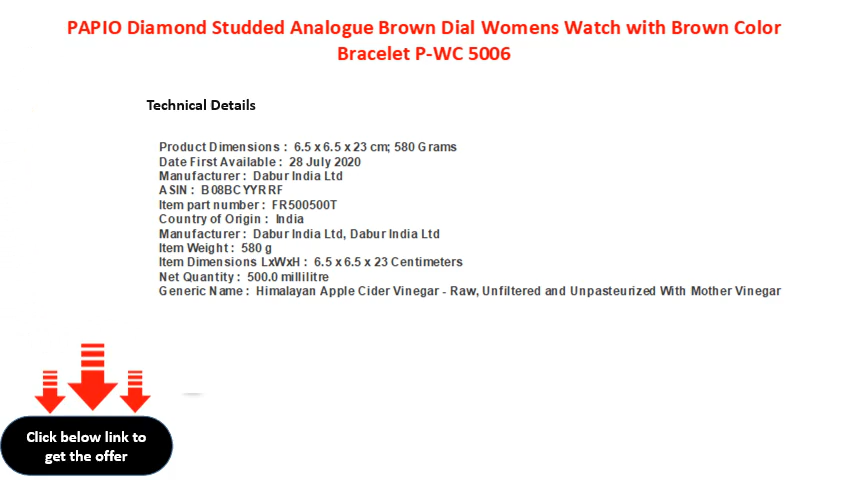 PAPIO Diamond Studded Analogue Brown Dial Womens Watch with Brown Color
Bracelet P-WC 5006
Technical Details
Product Dimensions : 6.5 x 6.5 x 23 cm; 580 Grams
Date First Available : 28 July 2020
Manufacturer : Dabur India Ltd
ASIN : B08BCYYRRF
Item part number : FR500500T
Country of Origin : India
Manufacturer : Dabur India Ltd, Dabur India Ltd
Item Weight : 580 g
Item Dimensions LxWxH : 6.5 x 6.5 x 23 Centimeters
Net Quantity : 500.0 millilitre
Generic Name : Himalayan Apple Cider Vinegar - Raw, Unfiltered and Unpasteurized With Mother Vinegar
Click below link to
get the offer